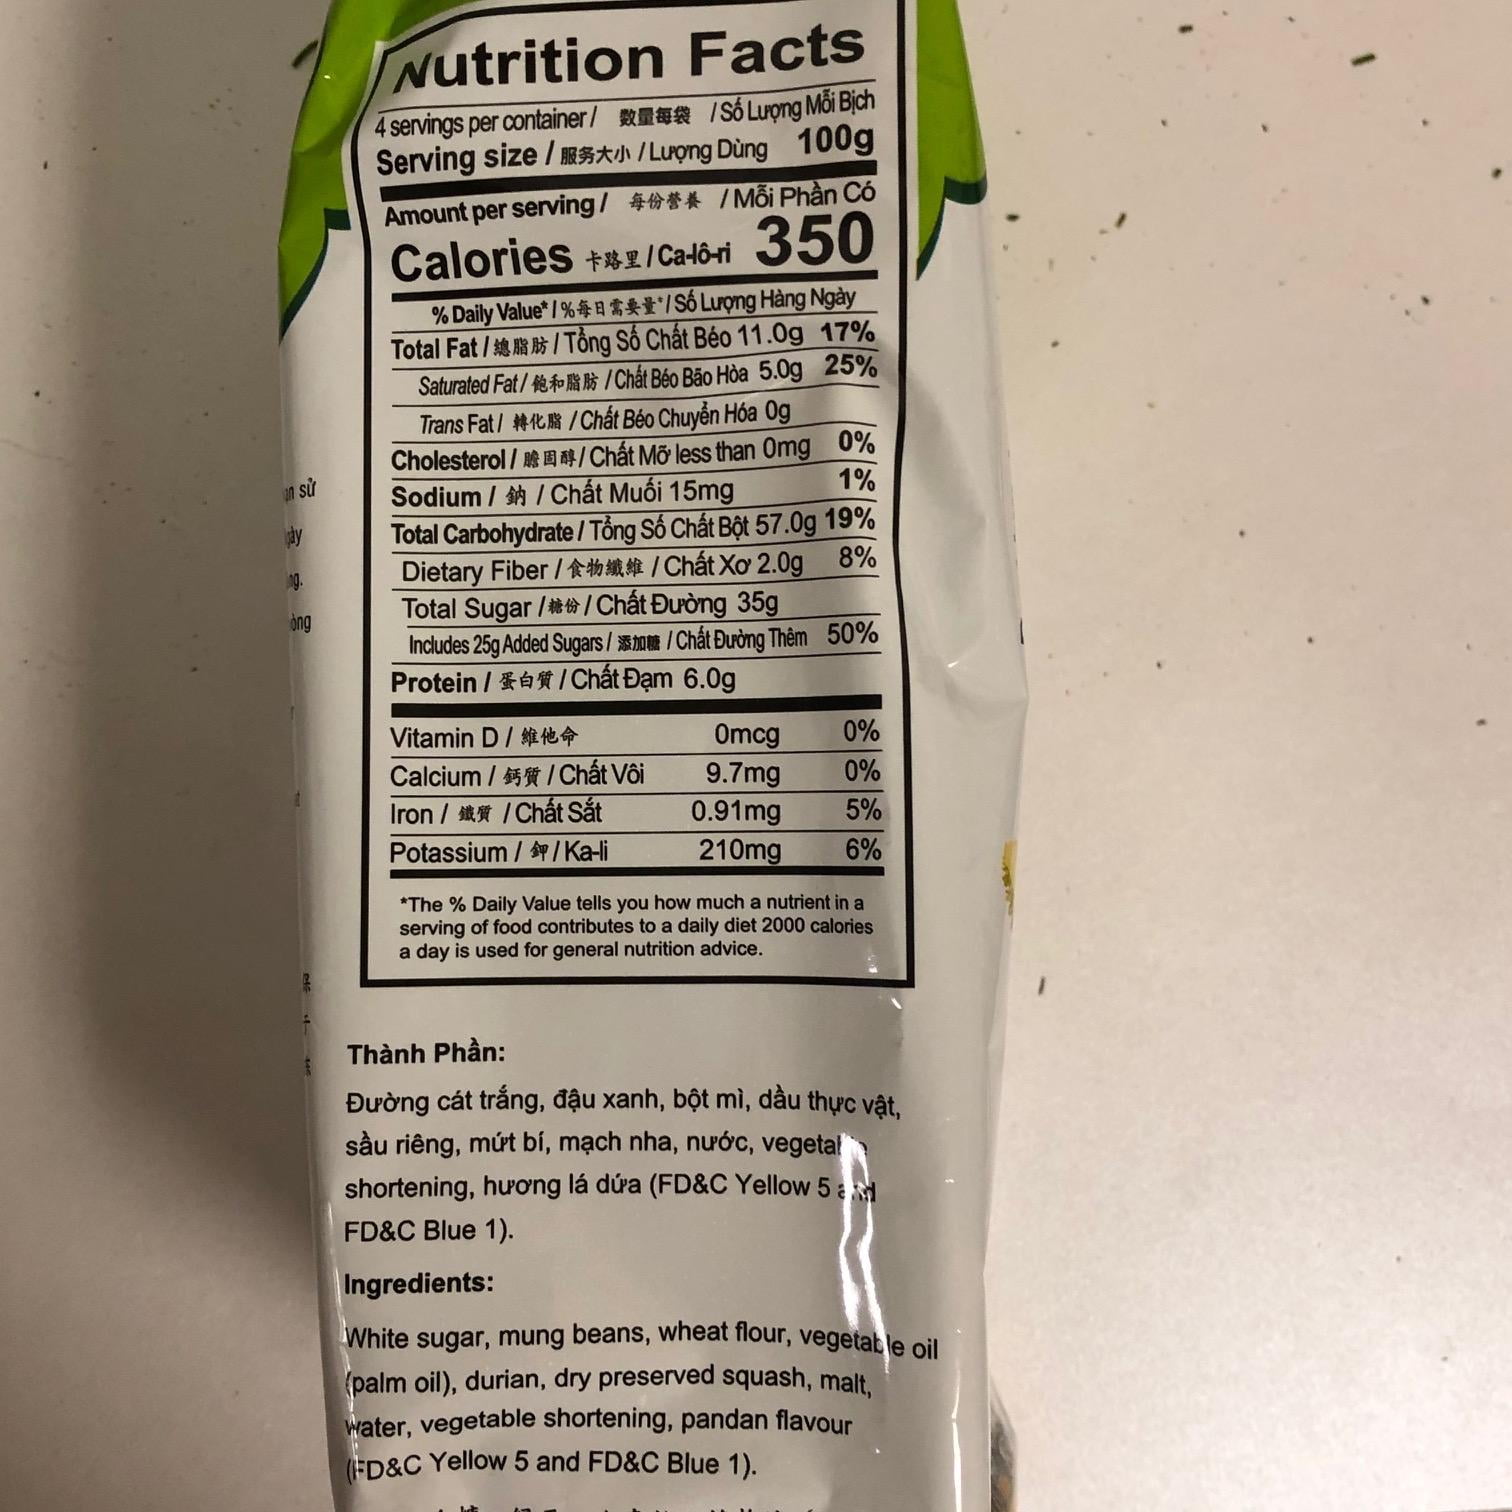 Nutrition Facts
4 servings per container / 数量每袋 / Số Lượng Mỗi Bịch
Serving size / 服务大小 / Lượng Dùng 100g
Amount per serving / 每份营养 / Mỗi Phần Có
Calories 卡路里 / Ca-lô-ri 350
% Daily Value* / %每日需要量* / Số Lượng Hàng Ngày
Total Fat / 總脂肪 / Tổng Số Chất Béo 11.0g 17%
Saturated Fat / 飽和脂肪 / Chất Béo Bão Hòa 5.0g 25%
Trans Fat / 轉化脂 / Chất Béo Chuyển Hóa 0g
Cholesterol / 膽固醇 / Chất Mỡ less than 0mg 0%
Sodium / 鈉 / Chất Muối 15mg 1%
Total Carbohydrate / Tổng Số Chất Bột 57.0g 19%
Dietary Fiber / 食物纖維 / Chất Xơ 2.0g 8%
Total Sugar / 糖份 / Chất Đường 35g
Includes 25g Added Sugars / 添加糖 / Chất Đường Thêm 50%
Protein / 蛋白質 / Chất Đạm 6.0g
Vitamin D / 維他命 0mcg 0%
Calcium / 鈣質 / Chất Vôi 9.7mg 0%
Iron / 鐵質 / Chất Sắt 0.91mg 5%
Potassium / 鉀 / Ka-li 210mg 6%
*The % Daily Value tells you how much a nutrient in a
serving of food contributes to a daily diet 2000 calories
a day is used for general nutrition advice.
Thành Phần:
Đường cát trắng, đậu xanh, bột mì, dầu thực vật,
sầu riêng, mứt bí, mạch nha, nước, vegetable
shortening, hương lá dứa (FD&C Yellow 5 and
FD&C Blue 1).
Ingredients:
White sugar, mung beans, wheat flour, vegetable oil
(palm oil), durian, dry preserved squash, malt,
water, vegetable shortening, pandan flavour
(FD&C Yellow 5 and FD&C Blue 1).